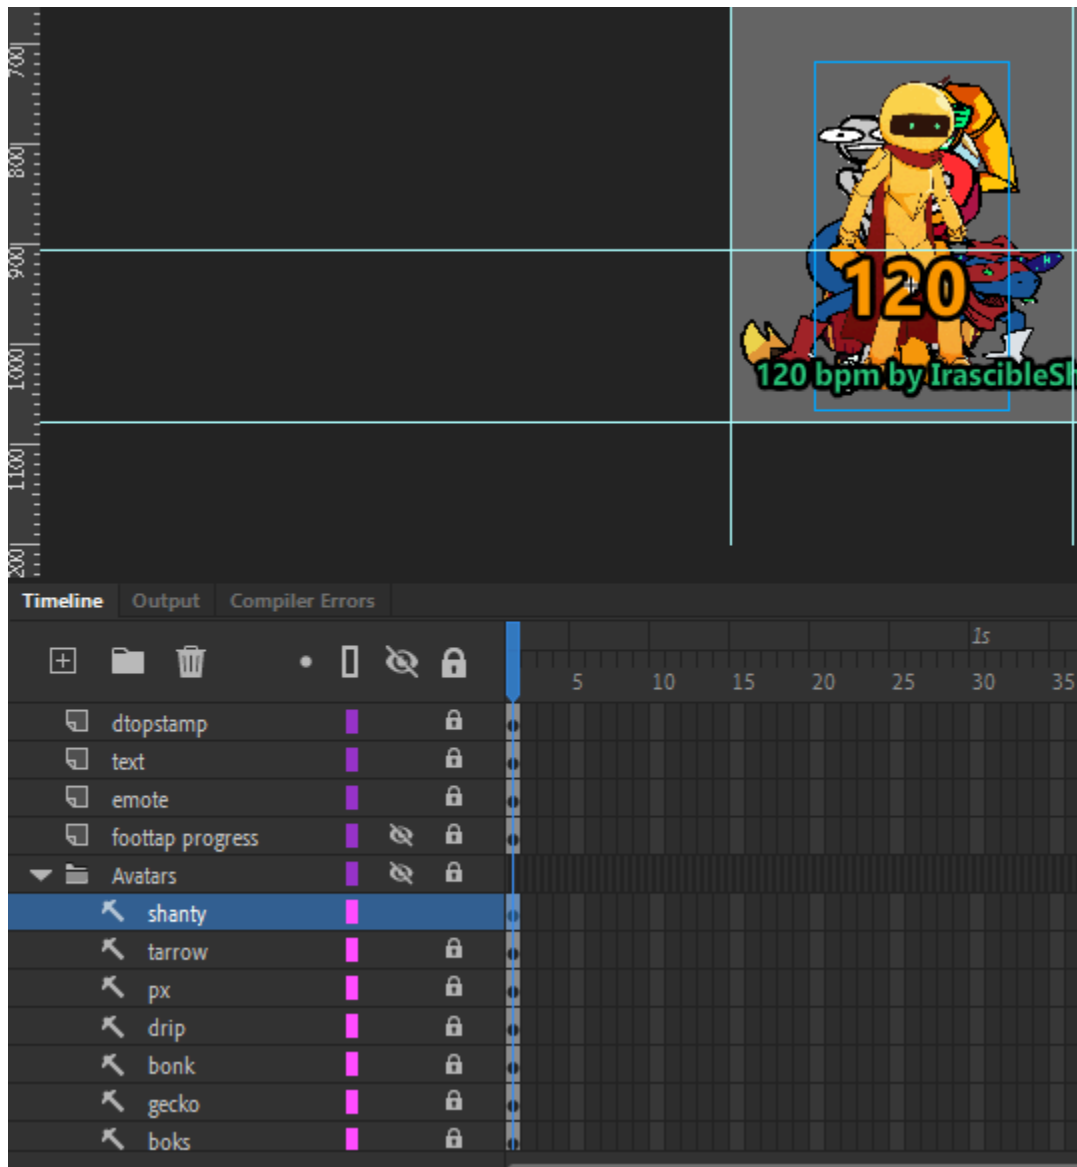 700
800
900
1000
1100
200
120
120 bpm by IrascibleSh
Timeline Output Compiler Errors
1s
5 10 15 20 25 30 35
dtopstamp
text
emote
foottap progress
Avatars
shanty
tarrow
px
drip
bonk
gecko
boks